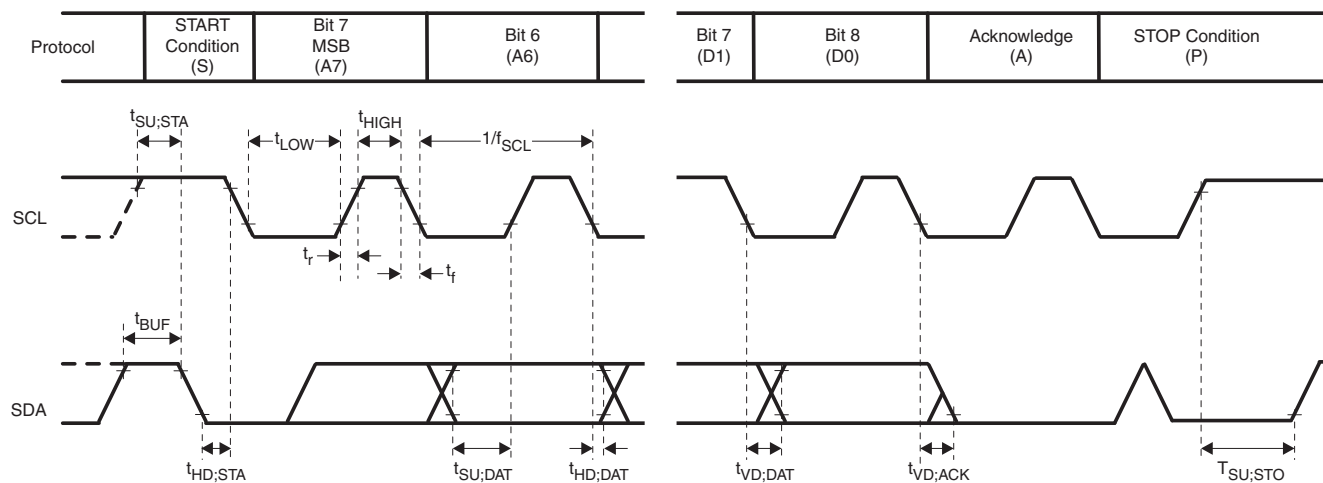 Protocol
START
Condition
(S)
Bit 7
MSB
(A7)
Bit 6
(A6)
Bit 7
(D1)
Bit 8
(D0)
Acknowledge
(A)
STOP Condition
(P)
tSU;STA
tLOW
tHIGH
1/fSCL
SCL
tr
tf
tBUF
SDA
tHD;STA
tSU;DAT
tHD;DAT
tVD;DAT
tVD;ACK
TSU;STO